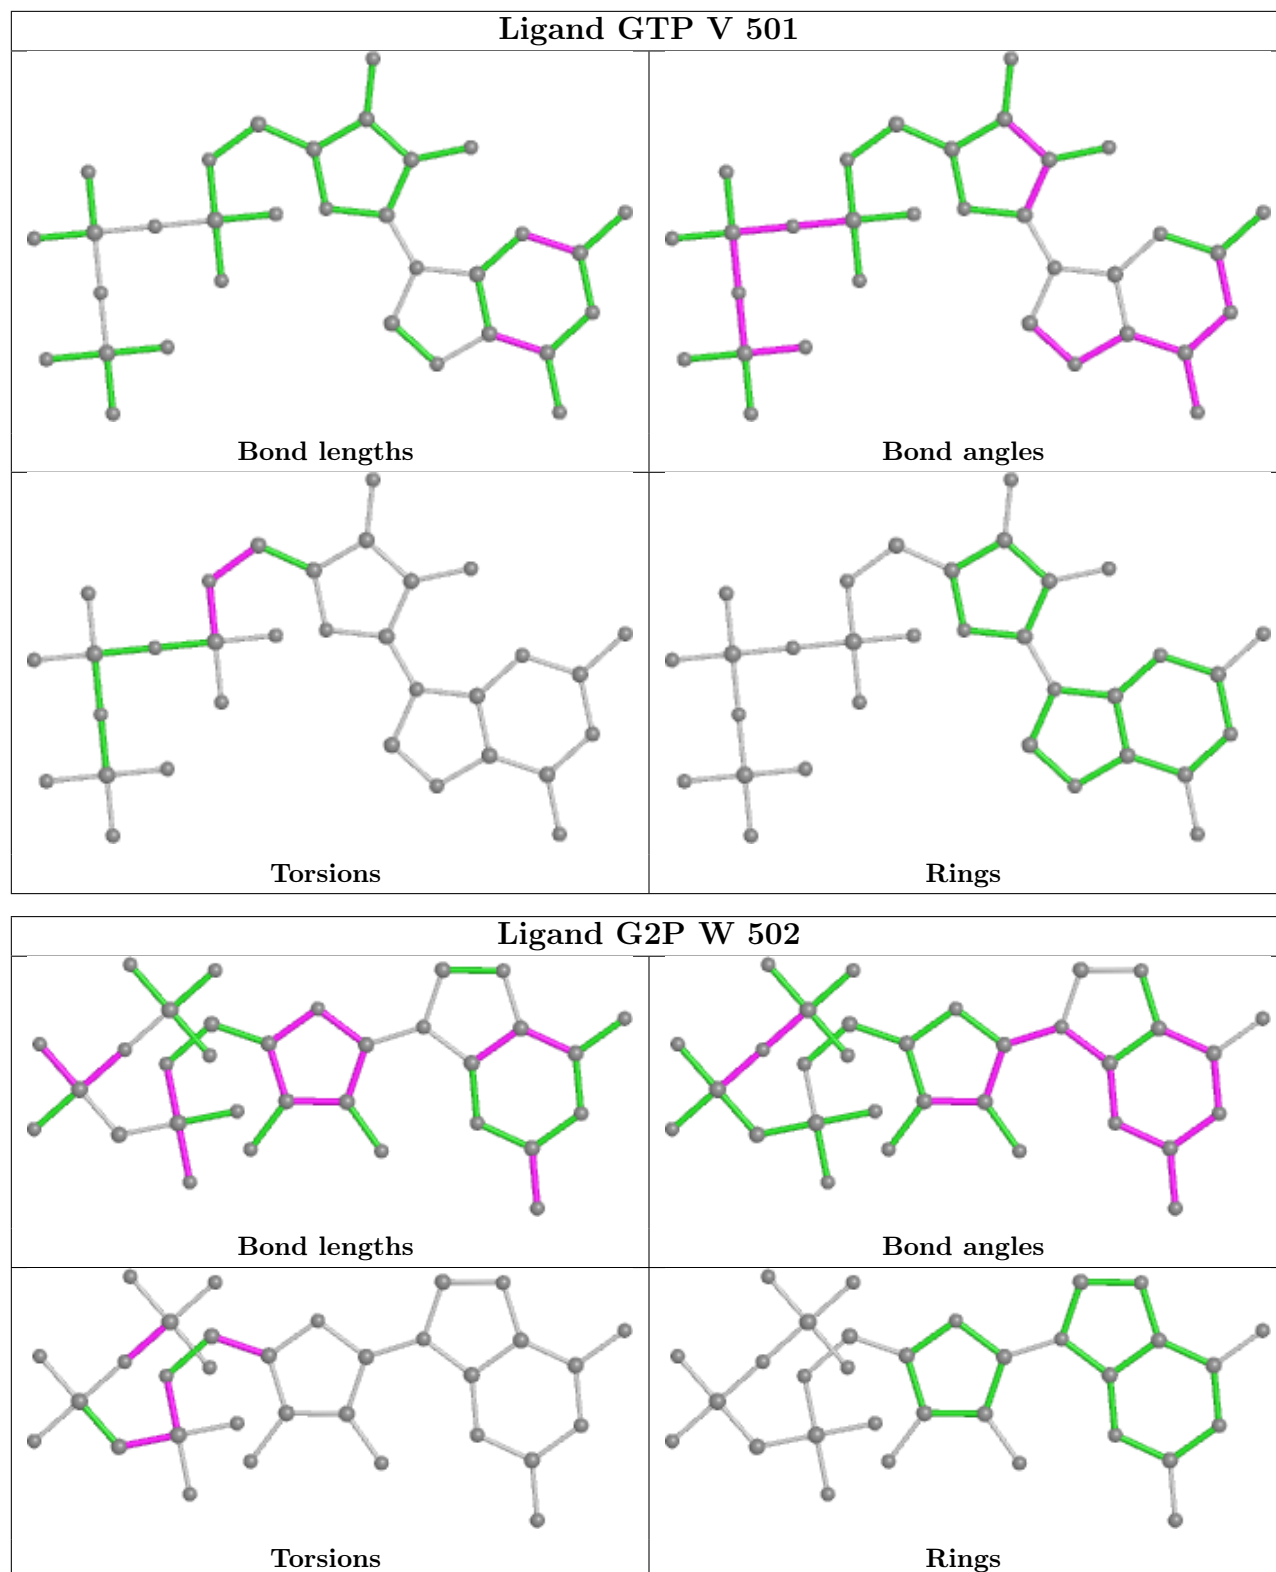 Ligand GTP V 501
Bond lengths
Bond angles
Torsions
Rings
Ligand G2P W 502
Bond lengths
Bond angles
Torsions
Rings